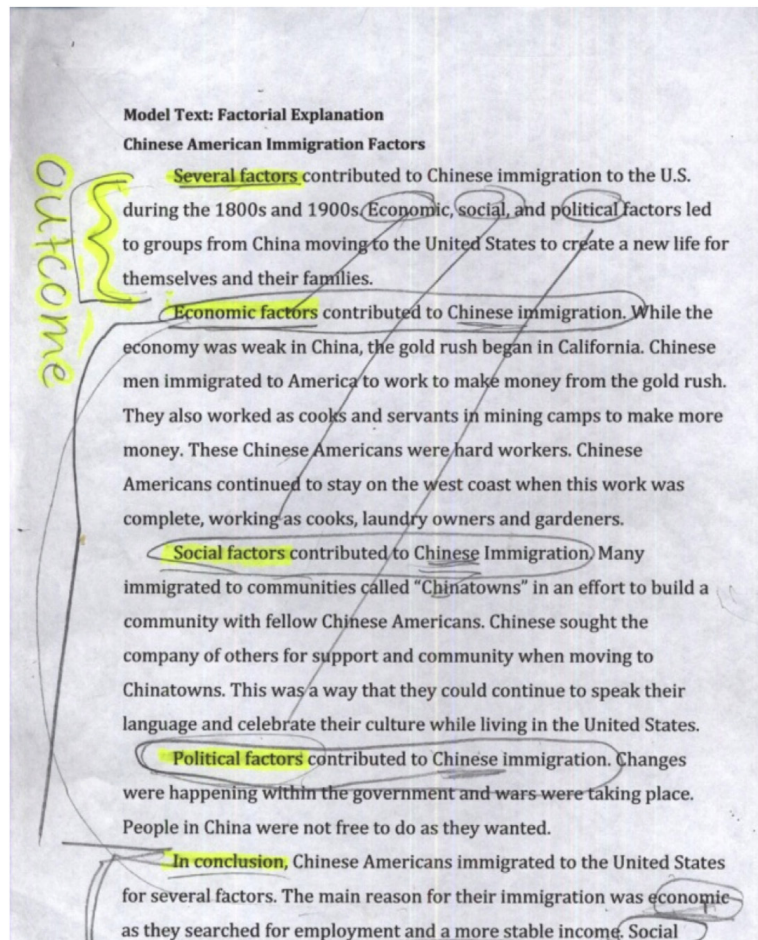 Model Text: Factorial Explanation
Chinese American Immigration Factors
Several factors contributed to Chinese immigration to the U.S.
during the 1800s and 1900s. Economic, social, and political factors led
to groups from China moving to the United States to create a new life for
themselves and their families.
outcome
Economic factors contributed to Chinese immigration. While the
economy was weak in China, the gold rush began in California. Chinese
men immigrated to America to work to make money from the gold rush.
They also worked as cooks and servants in mining camps to make more
money. These Chinese Americans were hard workers. Chinese
Americans continued to stay on the west coast when this work was
complete, working as cooks, laundry owners and gardeners.
Social factors contributed to Chinese Immigration. Many
immigrated to communities called “Chinatowns” in an effort to build a
community with fellow Chinese Americans. Chinese sought the
company of others for support and community when moving to
Chinatowns. This was a way that they could continue to speak their
language and celebrate their culture while living in the United States.
Political factors contributed to Chinese immigration. Changes
were happening within the government and wars were taking place.
People in China were not free to do as they wanted.
In conclusion, Chinese Americans immigrated to the United States
for several factors. The main reason for their immigration was economic
as they searched for employment and a more stable income. Social